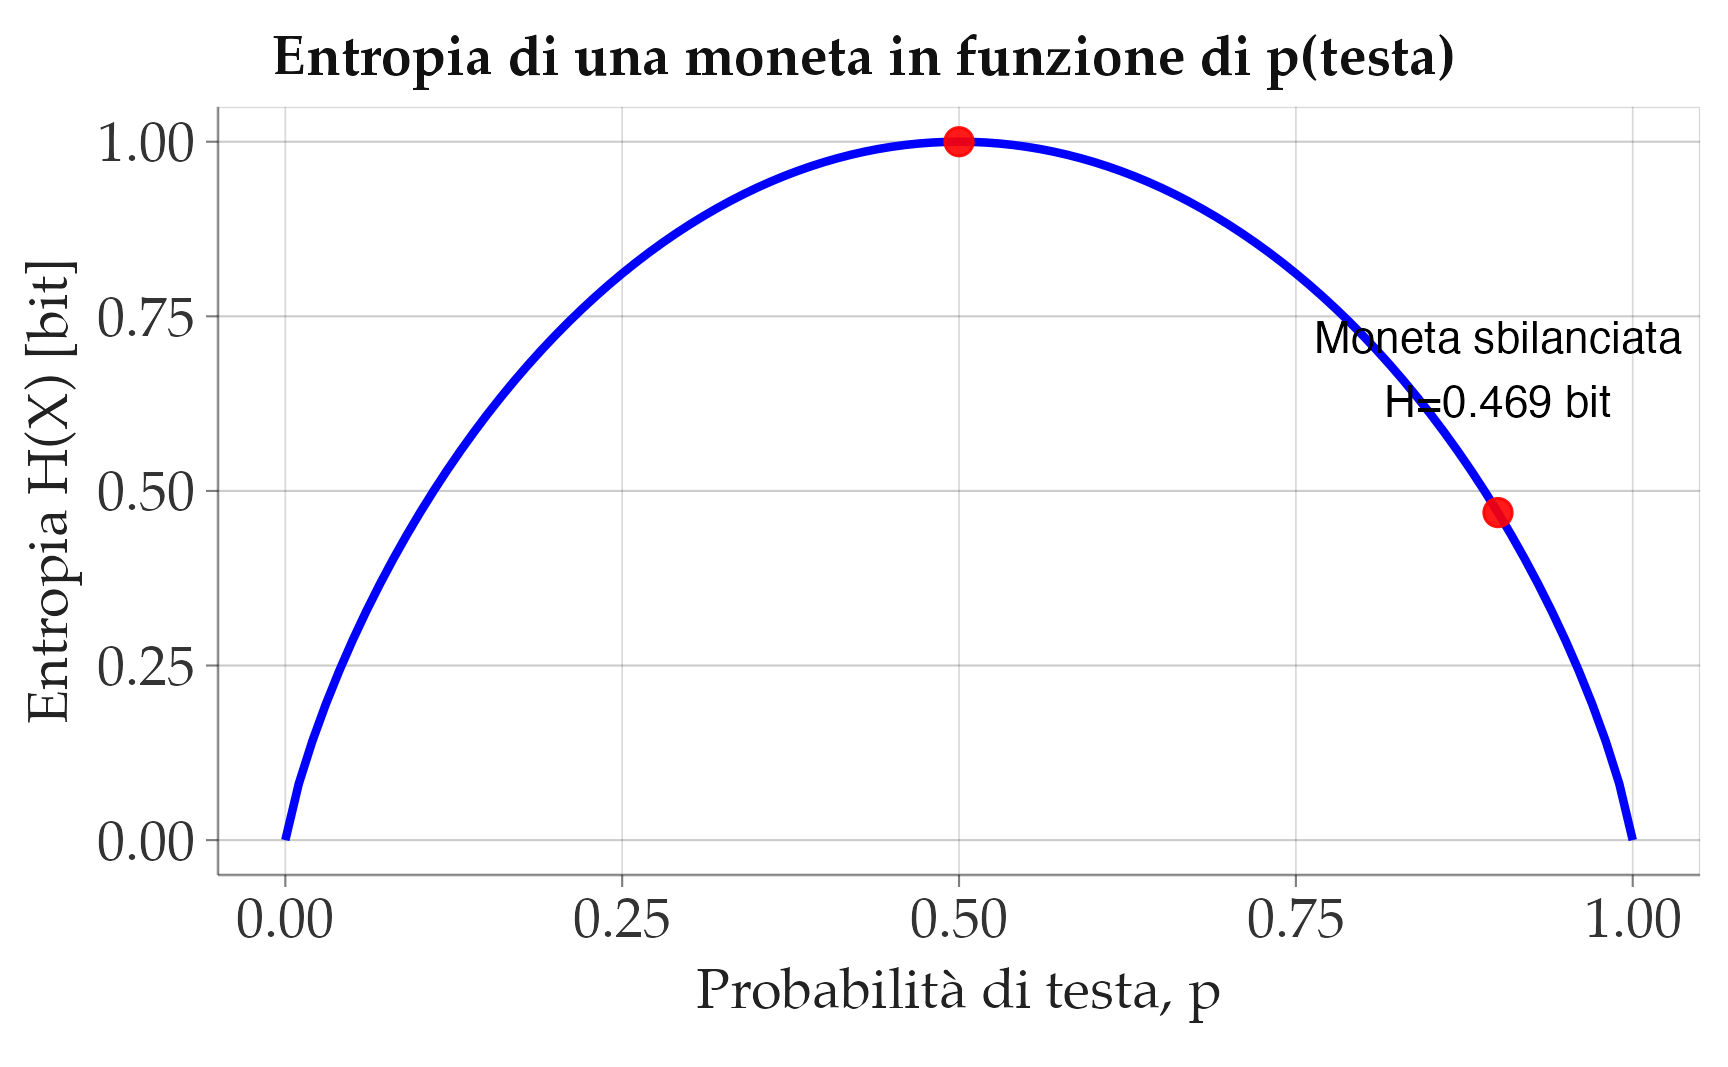 Entropia di una moneta in funzione di p(testa)
Entropia H(X) [bit]
1.00
0.75
0.50
0.25
0.00
Moneta sbilanciata
H=0.469 bit
0.00
0.25
0.50
0.75
1.00
Probabilità di testa, p